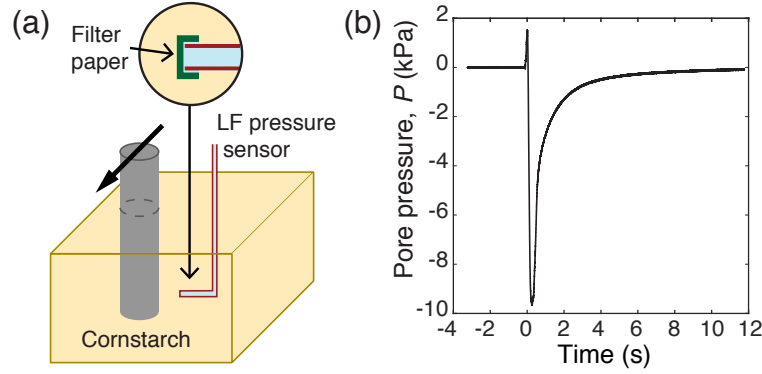 (a)
Filter
paper
LF pressure
sensor
Cornstarch
(b)
Pore pressure, P (kPa)
2
0
-2
-4
-6
-8
-10
-4 -2 0 2 4 6 8 10 12
Time (s)